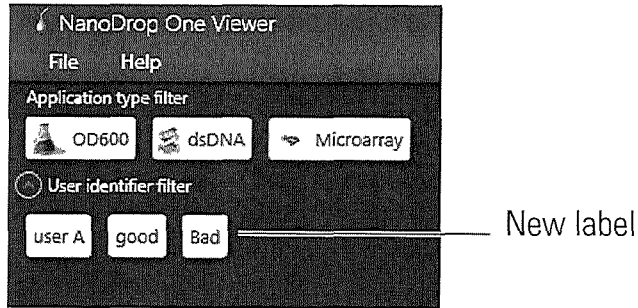 NanoDrop One Viewer
File Help
Application type filter
OD600 dsDNA Microarray
User identifier filter
user A good Bad
New label